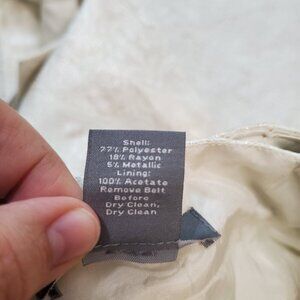 Shell:
77% Polyester
18% Rayon
5% Metallic
Lining:
100% Acetate
Remove Belt
Before
Dry Clean,
Dry Clean